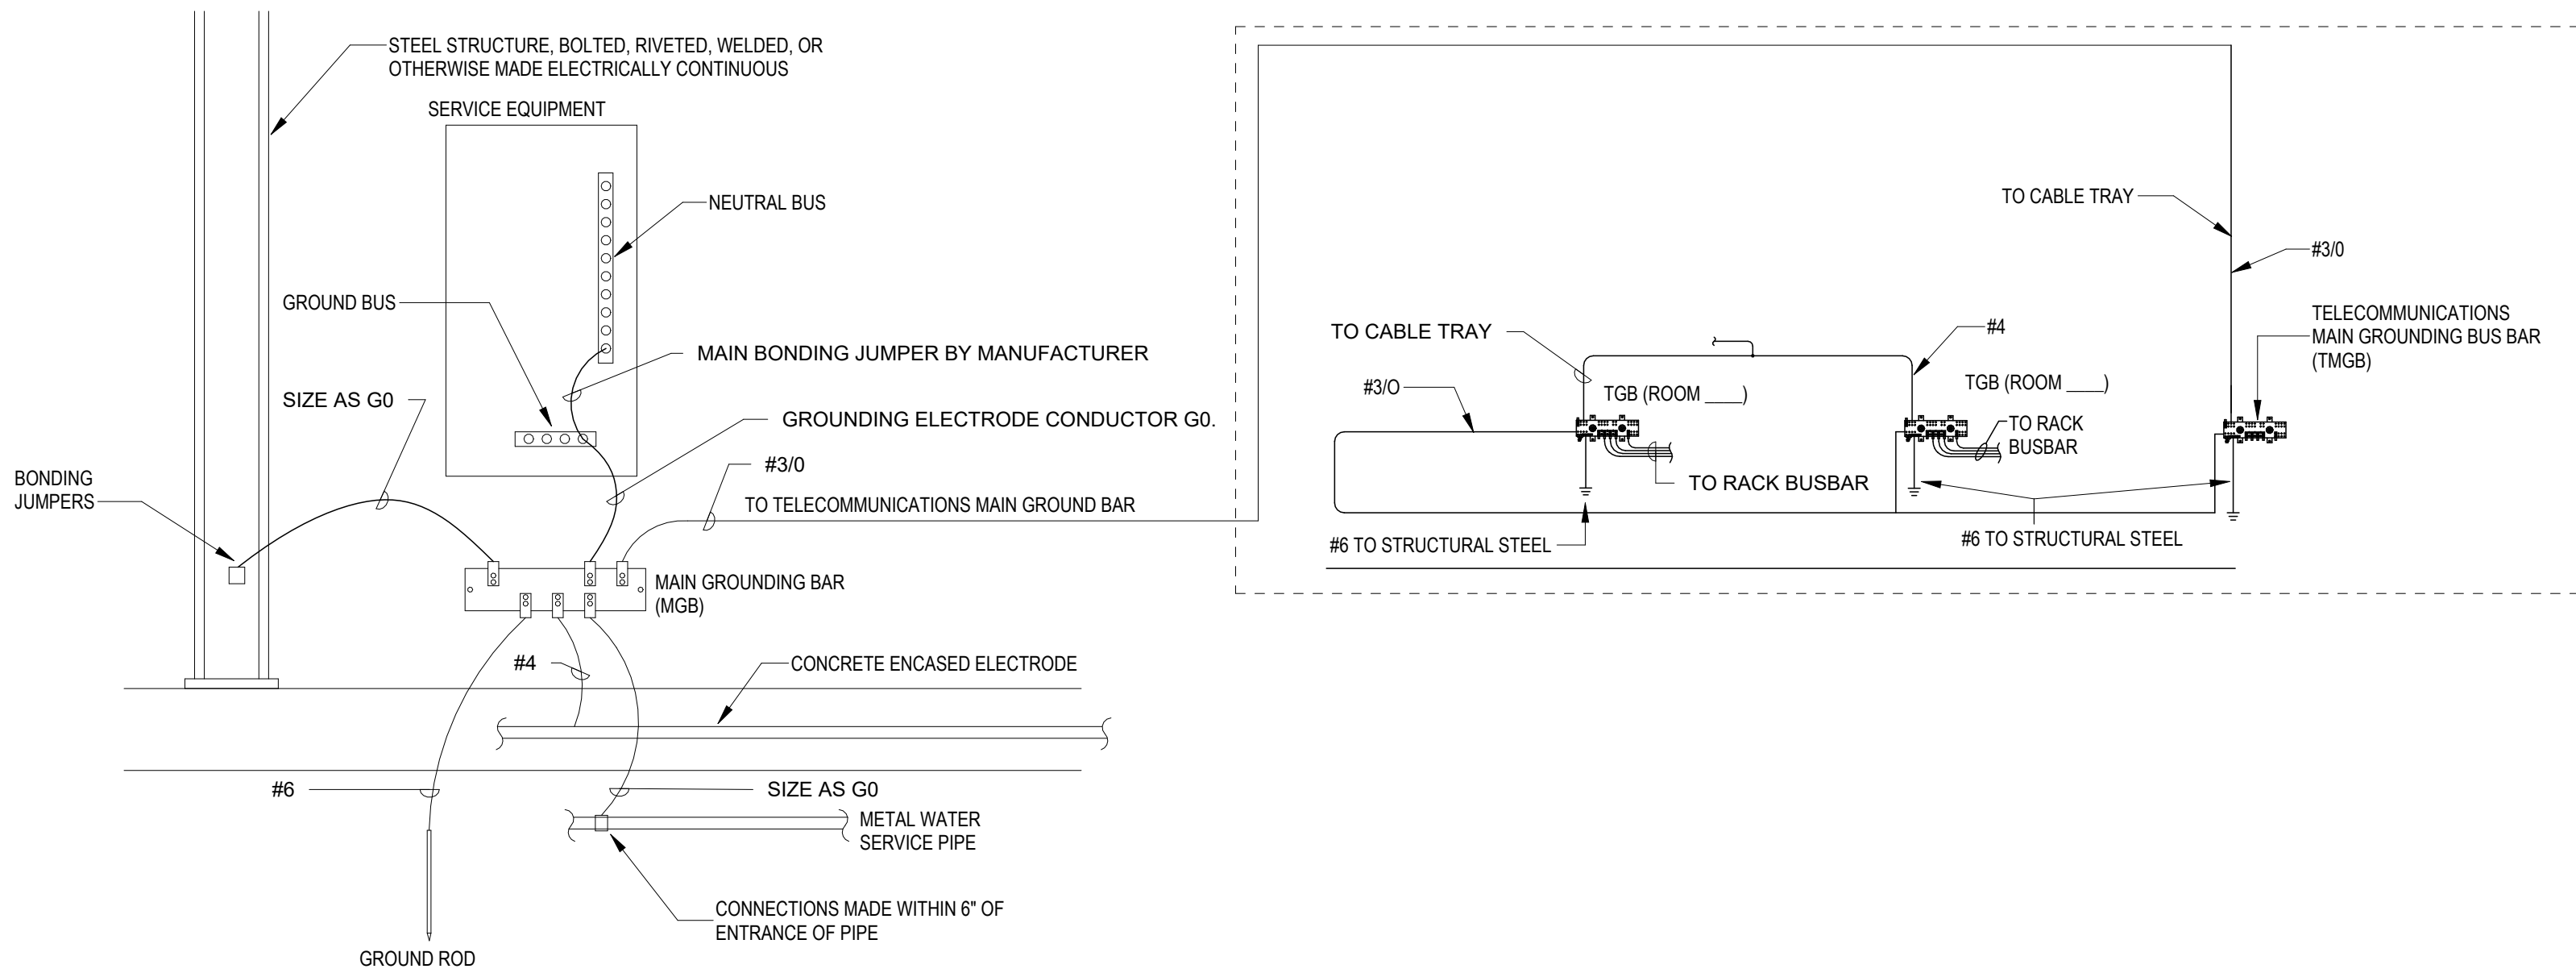 STEEL STRUCTURE, BOLTED, RIVETED, WELDED, OR
OTHERWISE MADE ELECTRICALLY CONTINUOUS
SERVICE EQUIPMENT
NEUTRAL BUS
GROUND BUS
MAIN BONDING JUMPER BY MANUFACTURER
SIZE AS G0
GROUNDING ELECTRODE CONDUCTOR G0.
#3/0
BONDING
JUMPERS
TO TELECOMMUNICATIONS MAIN GROUND BAR
MAIN GROUNDING BAR
(MGB)
#4
CONCRETE ENCASED ELECTRODE
#6
SIZE AS G0
METAL WATER
SERVICE PIPE
CONNECTIONS MADE WITHIN 6" OF
ENTRANCE OF PIPE
GROUND ROD
TO CABLE TRAY
#3/0
TELECOMMUNICATIONS
MAIN GROUNDING BUS BAR
(TMGB)
TO CABLE TRAY
#4
#3/O
TGB (ROOM ____)
TGB (ROOM ____)
TO RACK
BUSBAR
TO RACK BUSBAR
#6 TO STRUCTURAL STEEL
#6 TO STRUCTURAL STEEL